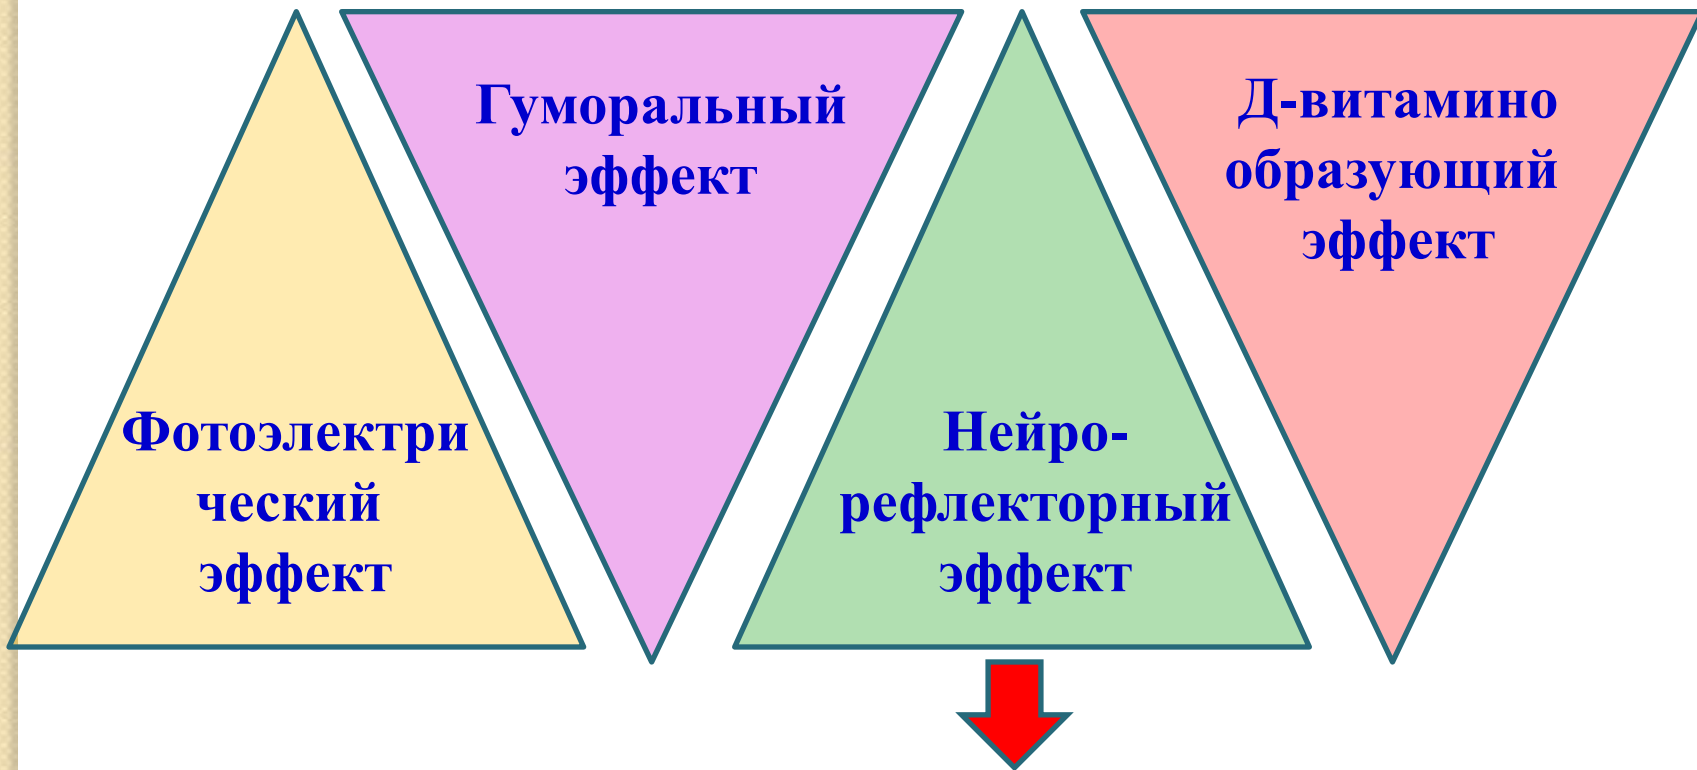 Фотоэлектри
ческий
эффект
Гуморальный
эффект
Нейро-
рефлекторный
эффект
Д-витамино
образующий
эффект